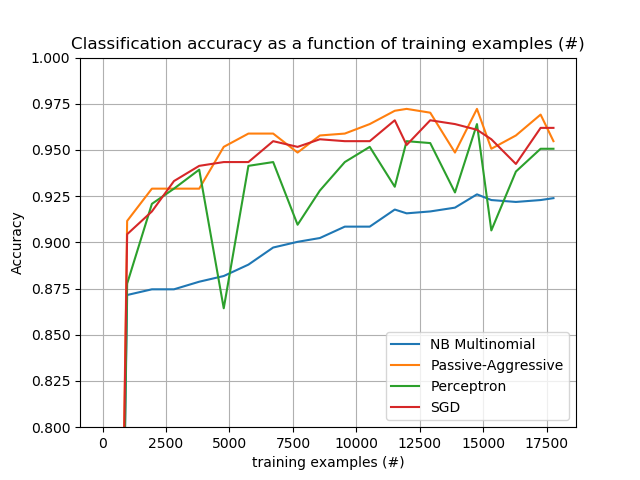 Classification accuracy as a function of training examples (#)
1.000
0.975
0.950
0.925
0.900
0.875
0.850
0.825
0.800
Accuracy
NB Multinomial
Passive-Aggressive
Perceptron
SGD
0 2500 5000 7500 10000 12500 15000 17500
training examples (#)